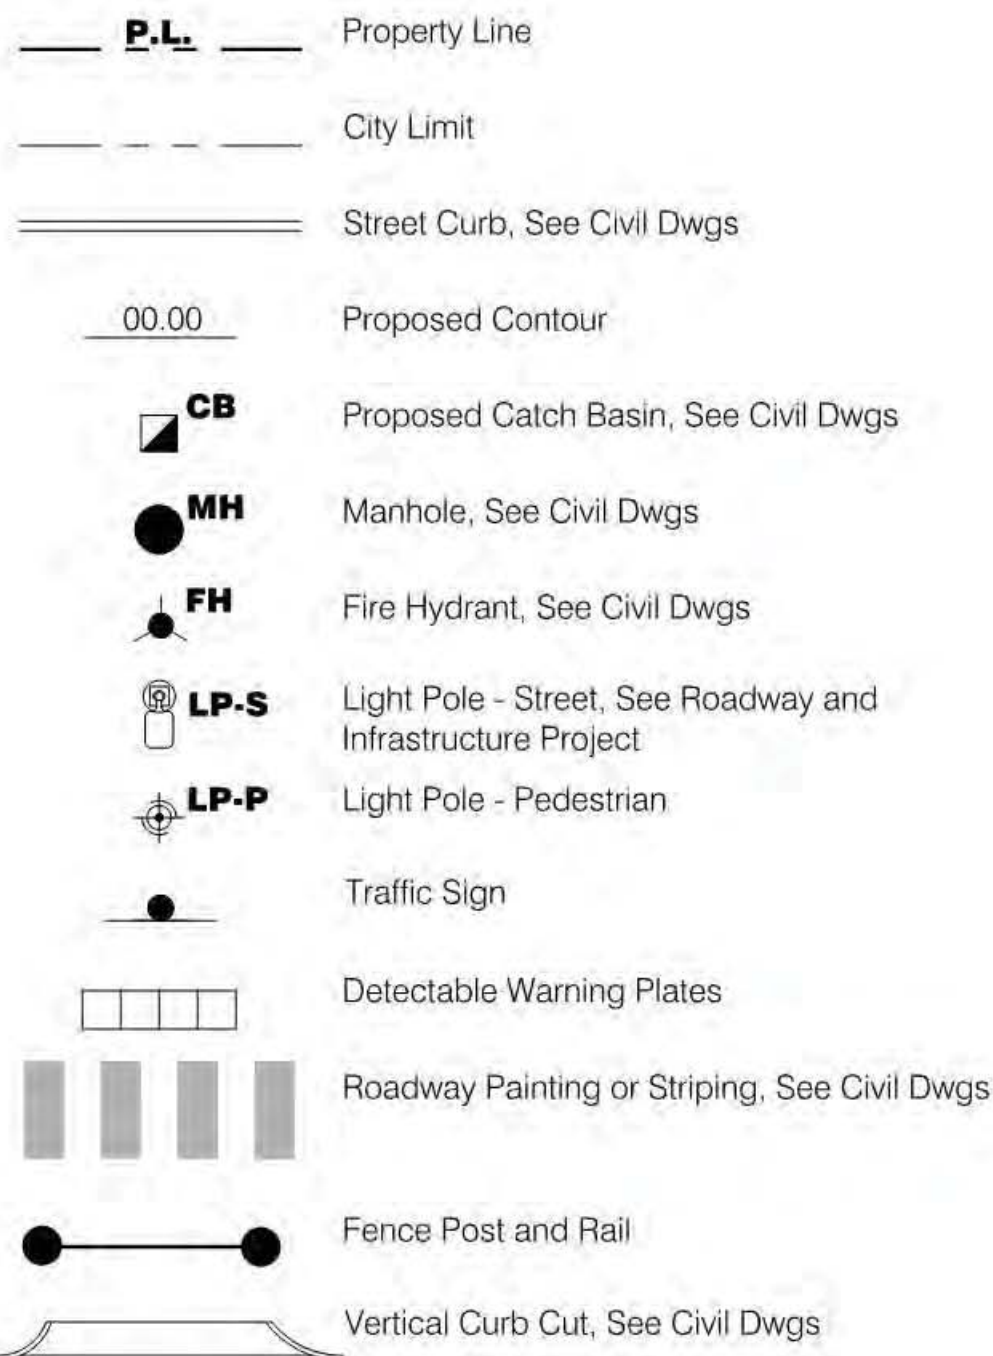 P.L. Property Line
City Limit
Street Curb, See Civil Dwgs
00.00 Proposed Contour
CB Proposed Catch Basin, See Civil Dwgs
MH Manhole, See Civil Dwgs
FH Fire Hydrant, See Civil Dwgs
LP-S Light Pole - Street, See Roadway and
Infrastructure Project
LP-P Light Pole - Pedestrian
Traffic Sign
Detectable Warning Plates
Roadway Painting or Striping, See Civil Dwgs
Fence Post and Rail
Vertical Curb Cut, See Civil Dwgs